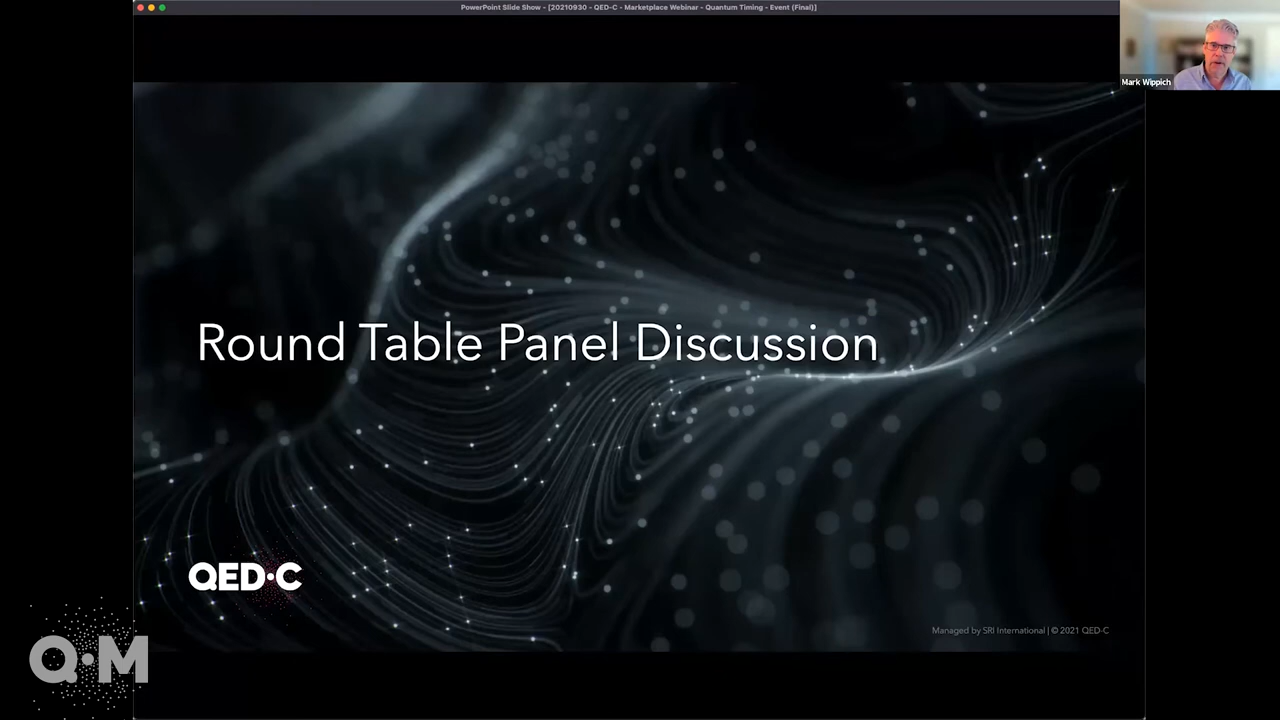 PowerPoint Slide Show - [20210930 - QED-C - Marketplace Webinar - Quantum Timing - Event (Final)]
Mark Wippich
Round Table Panel Discussion
QED·C
Managed by SRI International | © 2021 QED-C
Q·M